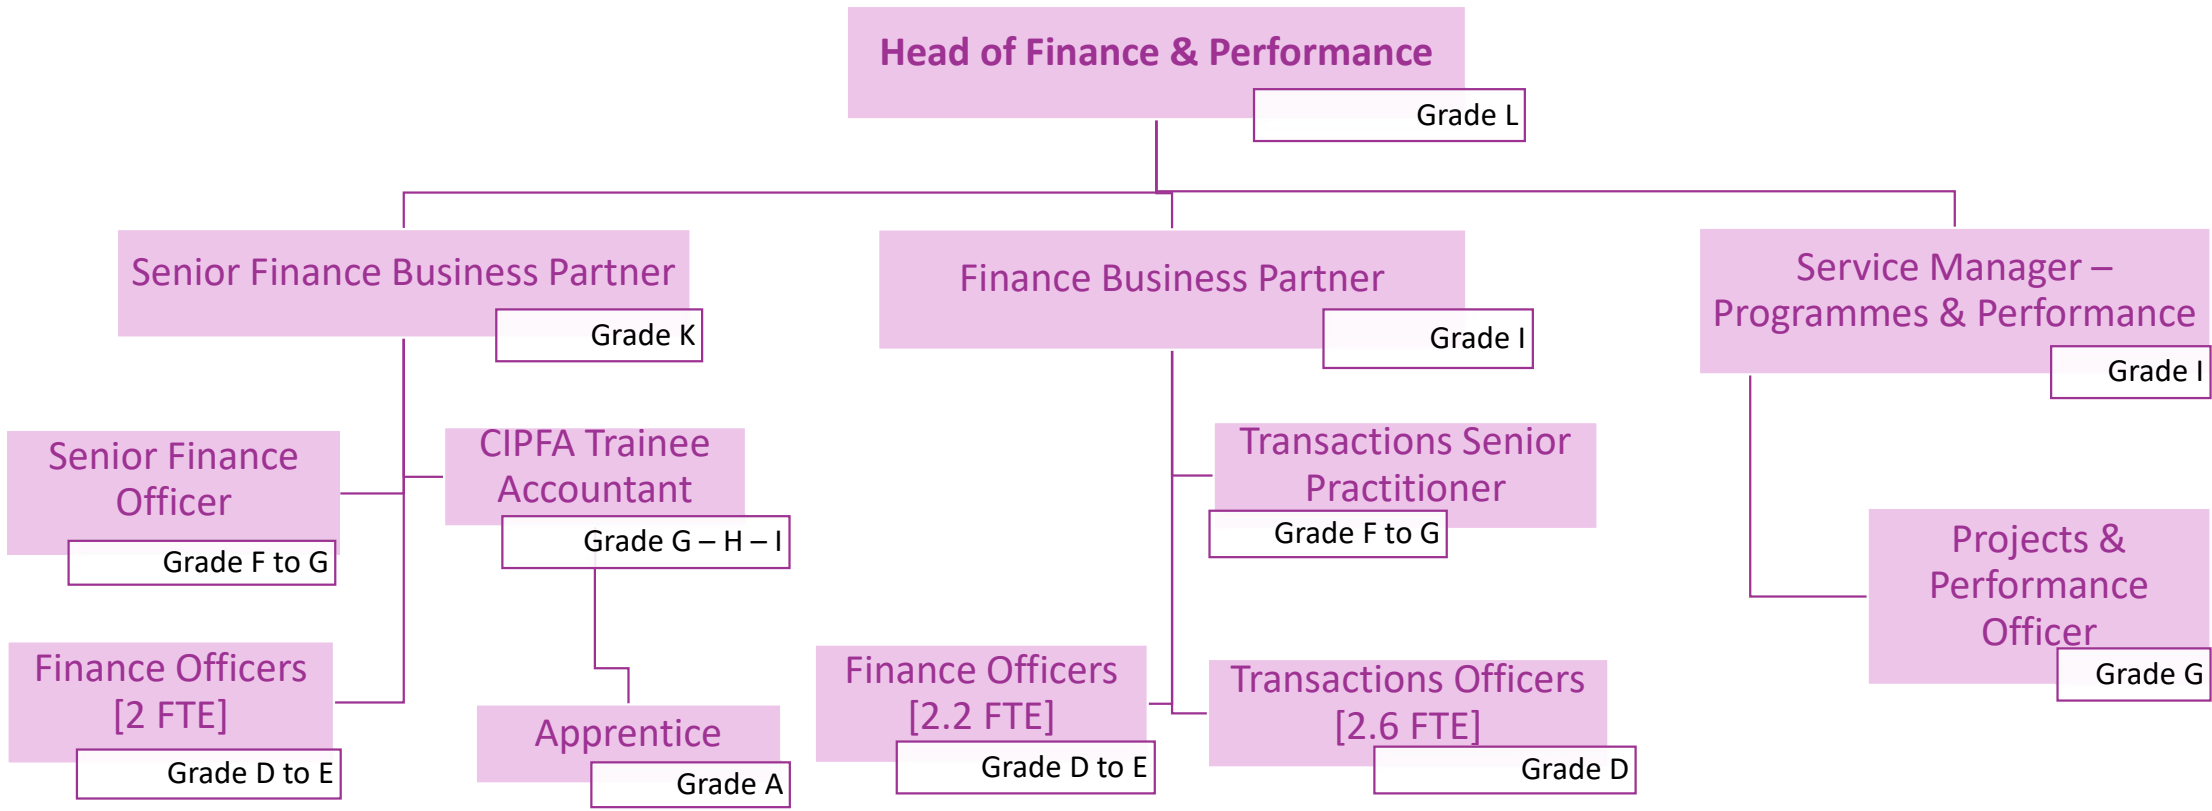 Head of Finance & Performance
Grade L
Senior Finance Business Partner
Grade K
Finance Business Partner
Grade I
Service Manager –
Programmes & Performance
Grade I
Senior Finance
Officer
Grade F to G
CIPFA Trainee
Accountant
Grade G – H – I
Transactions Senior
Practitioner
Grade F to G
Projects &
Performance
Officer
Grade G
Finance Officers
[2 FTE]
Grade D to E
Apprentice
Grade A
Finance Officers
[2.2 FTE]
Grade D to E
Transactions Officers
[2.6 FTE]
Grade D